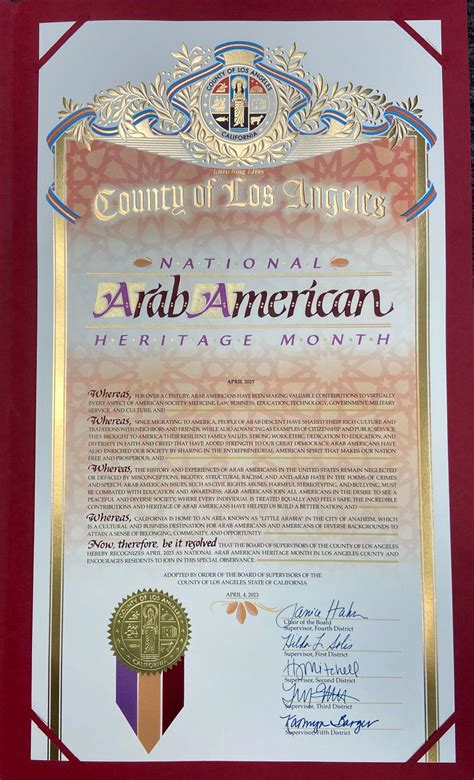 COUNTY OF LOS ANGELES
CALIFORNIA
"Enriching Lives"
County of Los Angeles
NATIONAL
Arab American
HERITAGE MONTH
APRIL 2023
Whereas, FOR OVER A CENTURY, ARAB AMERICANS HAVE BEEN MAKING VALUABLE CONTRIBUTIONS TO VIRTUALLY
EVERY ASPECT OF AMERICAN SOCIETY: MEDICINE, LAW, BUSINESS, EDUCATION, TECHNOLOGY, GOVERNMENT, MILITARY
SERVICE, AND CULTURE; AND
Whereas, SINCE MIGRATING TO AMERICA, PEOPLE OF ARAB DESCENT HAVE SHARED THEIR RICH CULTURE AND
TRADITIONS WITH NEIGHBORS AND FRIENDS, WHILE ALSO ADVANCING AS EXAMPLES OF CITIZENSHIP AND PUBLIC SERVICE;
THEY BROUGHT TO AMERICA THEIR RESILIENT FAMILY VALUES, STRONG WORK ETHIC, DEDICATION TO EDUCATION, AND
DIVERSITY IN FAITH AND CREED THAT HAVE ADDED STRENGTH TO OUR GREAT DEMOCRACY; ARAB AMERICANS HAVE
ALSO ENRICHED OUR SOCIETY BY SHARING IN THE ENTREPRENEURIAL AMERICAN SPIRIT THAT MAKES OUR NATION
FREE AND PROSPEROUS; AND
Whereas, THE HISTORY AND EXPERIENCES OF ARAB AMERICANS IN THE UNITED STATES REMAIN NEGLECTED
OR DEFACED BY MISCONCEPTIONS, BIGOTRY, STRUCTURAL RACISM, AND ANTI-ARAB HATE IN THE FORMS OF CRIMES
AND SPEECH; ARAB AMERICAN ISSUES, SUCH AS CIVIL RIGHTS ABUSES, HARMFUL STEREOTYPING, AND BULLYING, MUST
BE COMBATED WITH EDUCATION AND AWARENESS; ARAB AMERICANS JOIN ALL AMERICANS IN THE DESIRE TO SEE A
PEACEFUL AND DIVERSE SOCIETY, WHERE EVERY INDIVIDUAL IS TREATED EQUALLY AND FEELS SAFE; THE INCREDIBLE
CONTRIBUTIONS AND HERITAGE OF ARAB AMERICANS HAVE HELPED US BUILD A BETTER NATION; AND
Whereas, CALIFORNIA IS HOME TO AN AREA KNOWN AS "LITTLE ARABIA" IN THE CITY OF ANAHEIM, WHICH
IS A CULTURAL AND BUSINESS DESTINATION FOR ARAB AMERICANS AND AMERICANS OF DIVERSE BACKGROUNDS TO
ATTAIN A SENSE OF BELONGING, COMMUNITY, AND OPPORTUNITY
Now, therefore, be it resolved THAT THE BOARD OF SUPERVISORS OF THE COUNTY OF LOS ANGELES
HEREBY RECOGNIZES APRIL 2023 AS NATIONAL ARAB AMERICAN HERITAGE MONTH IN LOS ANGELES COUNTY AND
ENCOURAGES RESIDENTS TO JOIN IN THIS SPECIAL OBSERVANCE.
ADOPTED BY ORDER OF THE BOARD OF SUPERVISORS OF THE
COUNTY OF LOS ANGELES, STATE OF CALIFORNIA
APRIL 4, 2023
Janice Hahn
Chair of the Board
Supervisor, Fourth District
Hilda L. Solis
Supervisor, First District
HJ Mitchell
Supervisor, Second District
Supervisor, Third District
Kathryn Barger
Supervisor, Fifth District
COUNTY OF LOS ANGELES
CALIFORNIA